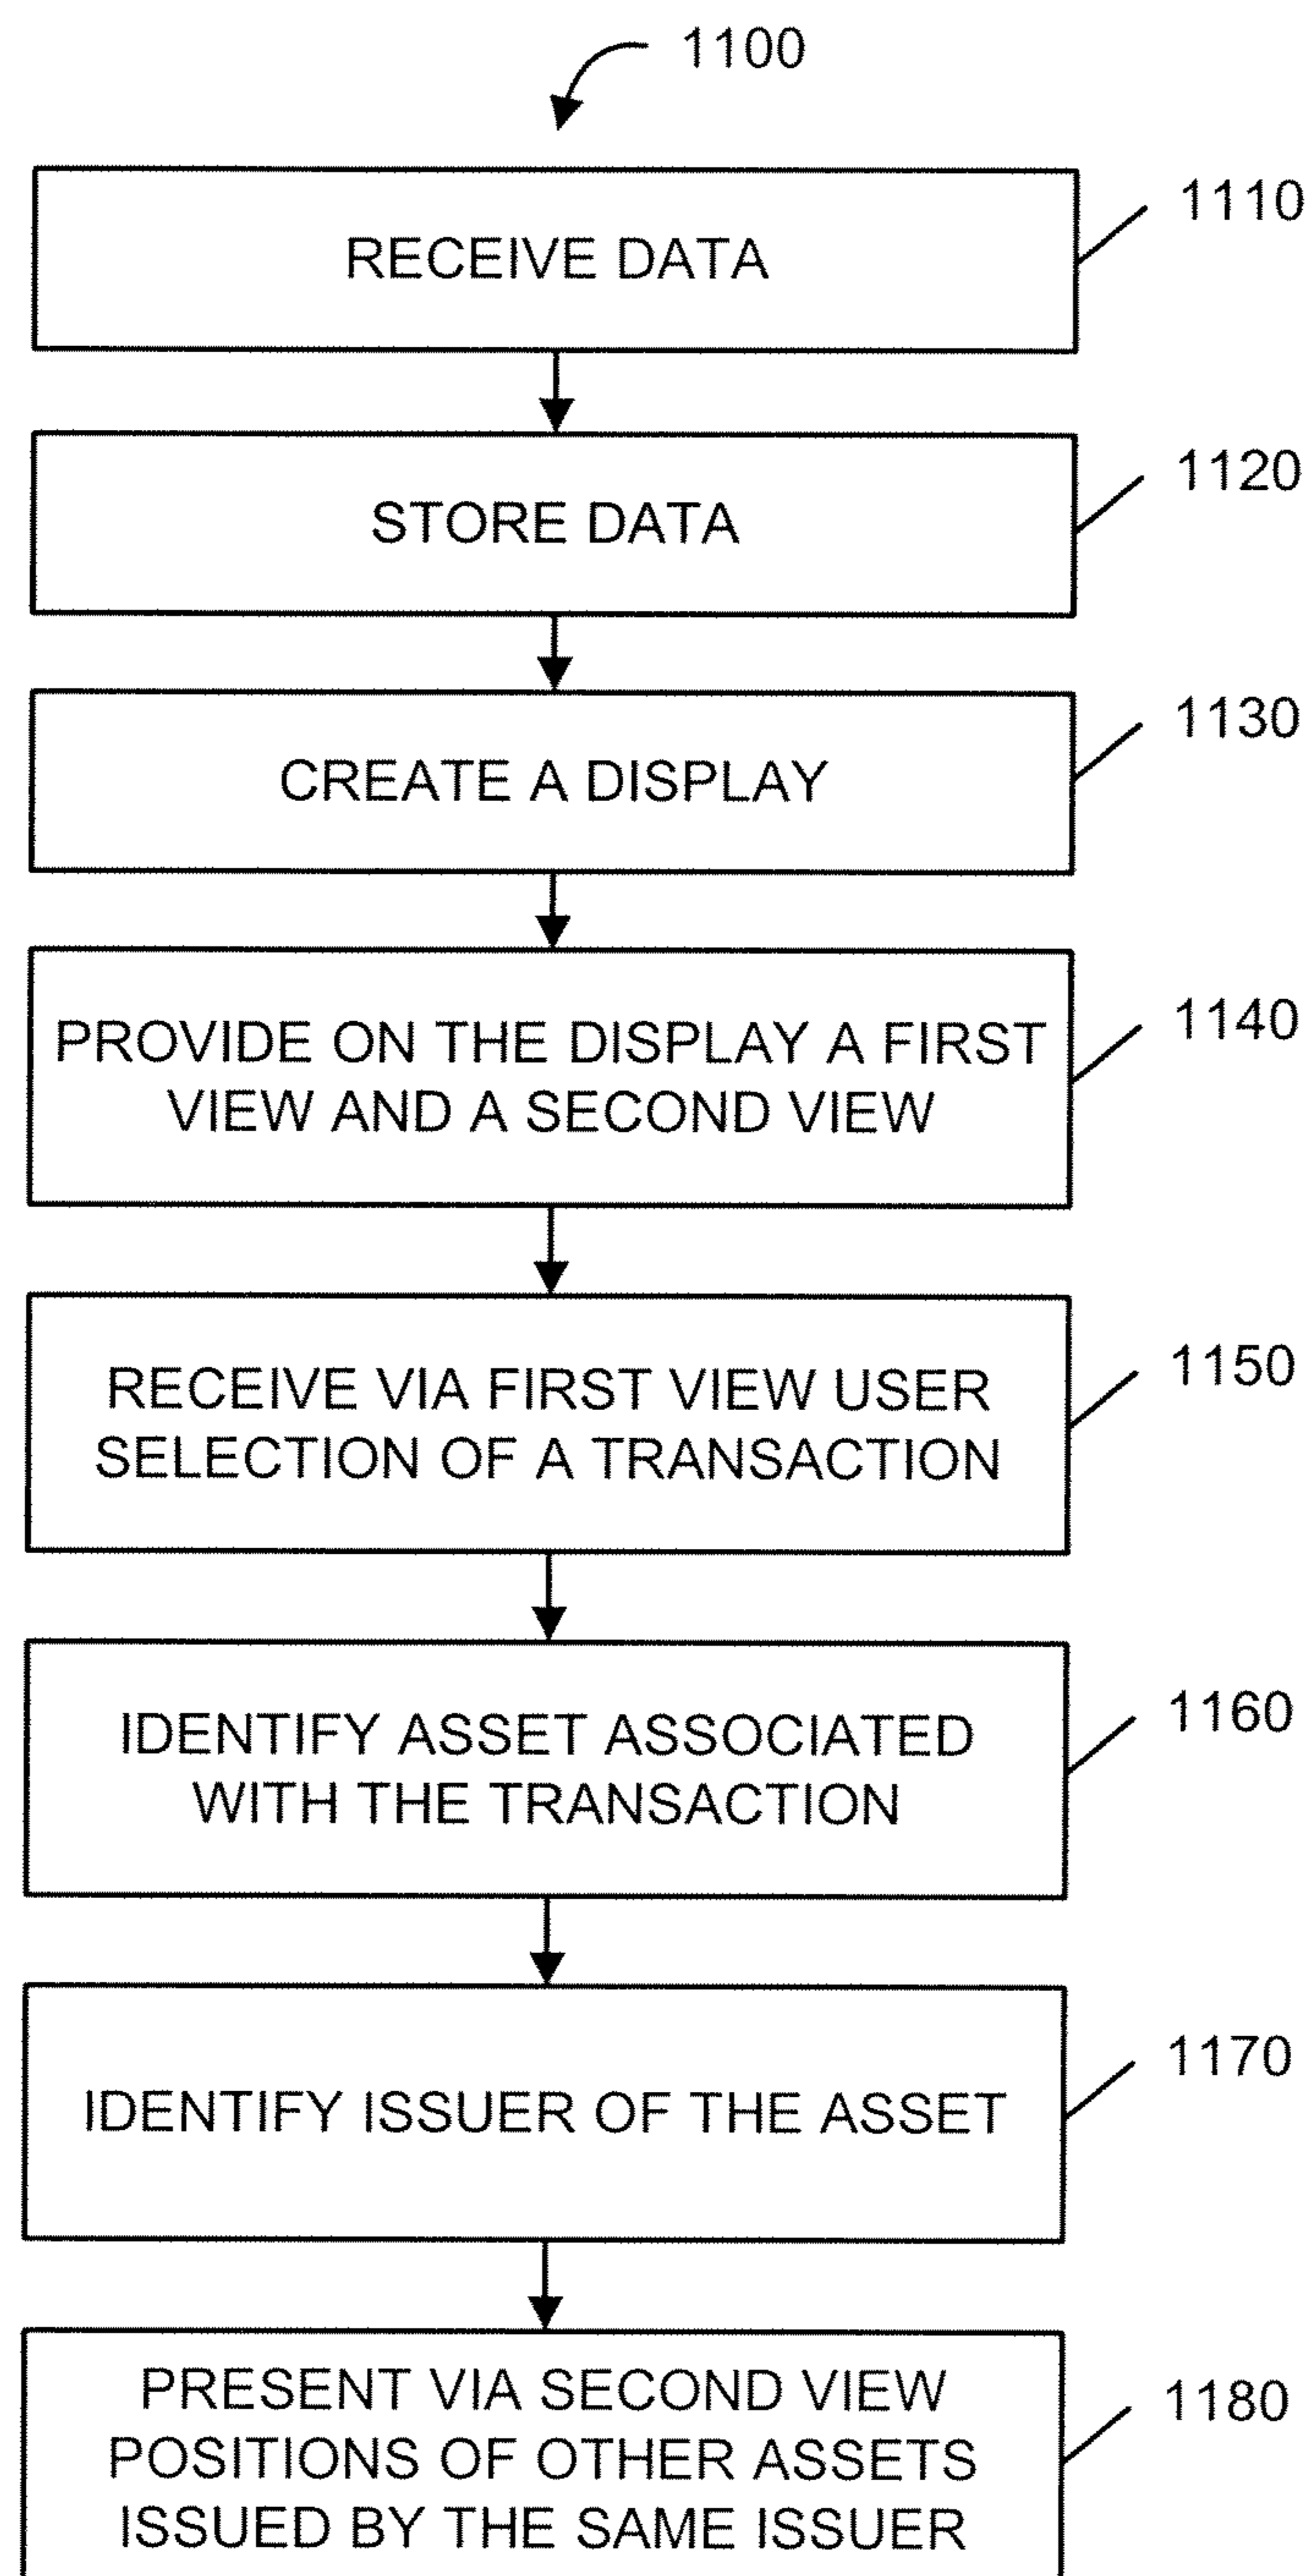 1100
RECEIVE DATA
1110
STORE DATA
1120
CREATE A DISPLAY
1130
PROVIDE ON THE DISPLAY A FIRST
VIEW AND A SECOND VIEW
1140
RECEIVE VIA FIRST VIEW USER
SELECTION OF A TRANSACTION
1150
IDENTIFY ASSET ASSOCIATED
WITH THE TRANSACTION
1160
IDENTIFY ISSUER OF THE ASSET
1170
PRESENT VIA SECOND VIEW
POSITIONS OF OTHER ASSETS
ISSUED BY THE SAME ISSUER
1180